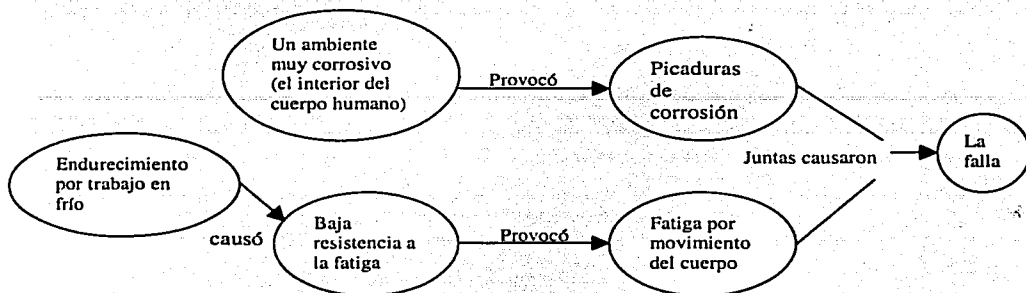 Un ambiente
muy corrosivo
(el interior del
cuerpo humano)
Provocó
Picaduras
de
corrosión
La
falla
Juntas causaron
Endurecimiento
por trabajo en
frío
causó
Baja
resistencia a
la fatiga
Provocó
Fatiga por
movimiento
del cuerpo